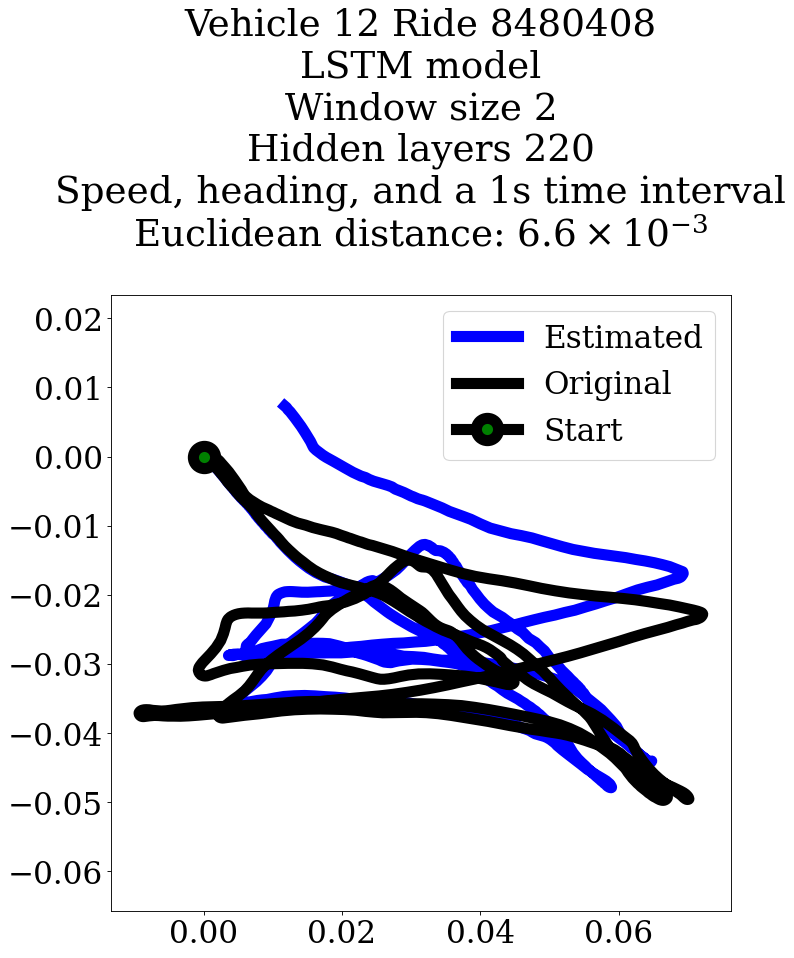 Vehicle 12 Ride 8480408
LSTM model
Window size 2
Hidden layers 220
Speed, heading, and a 1s time interval
Euclidean distance: 6.6 × 10⁻³
Estimated
Original
Start
0.02
0.01
0.00
−0.01
−0.02
−0.03
−0.04
−0.05
−0.06
0.00 0.02 0.04 0.06